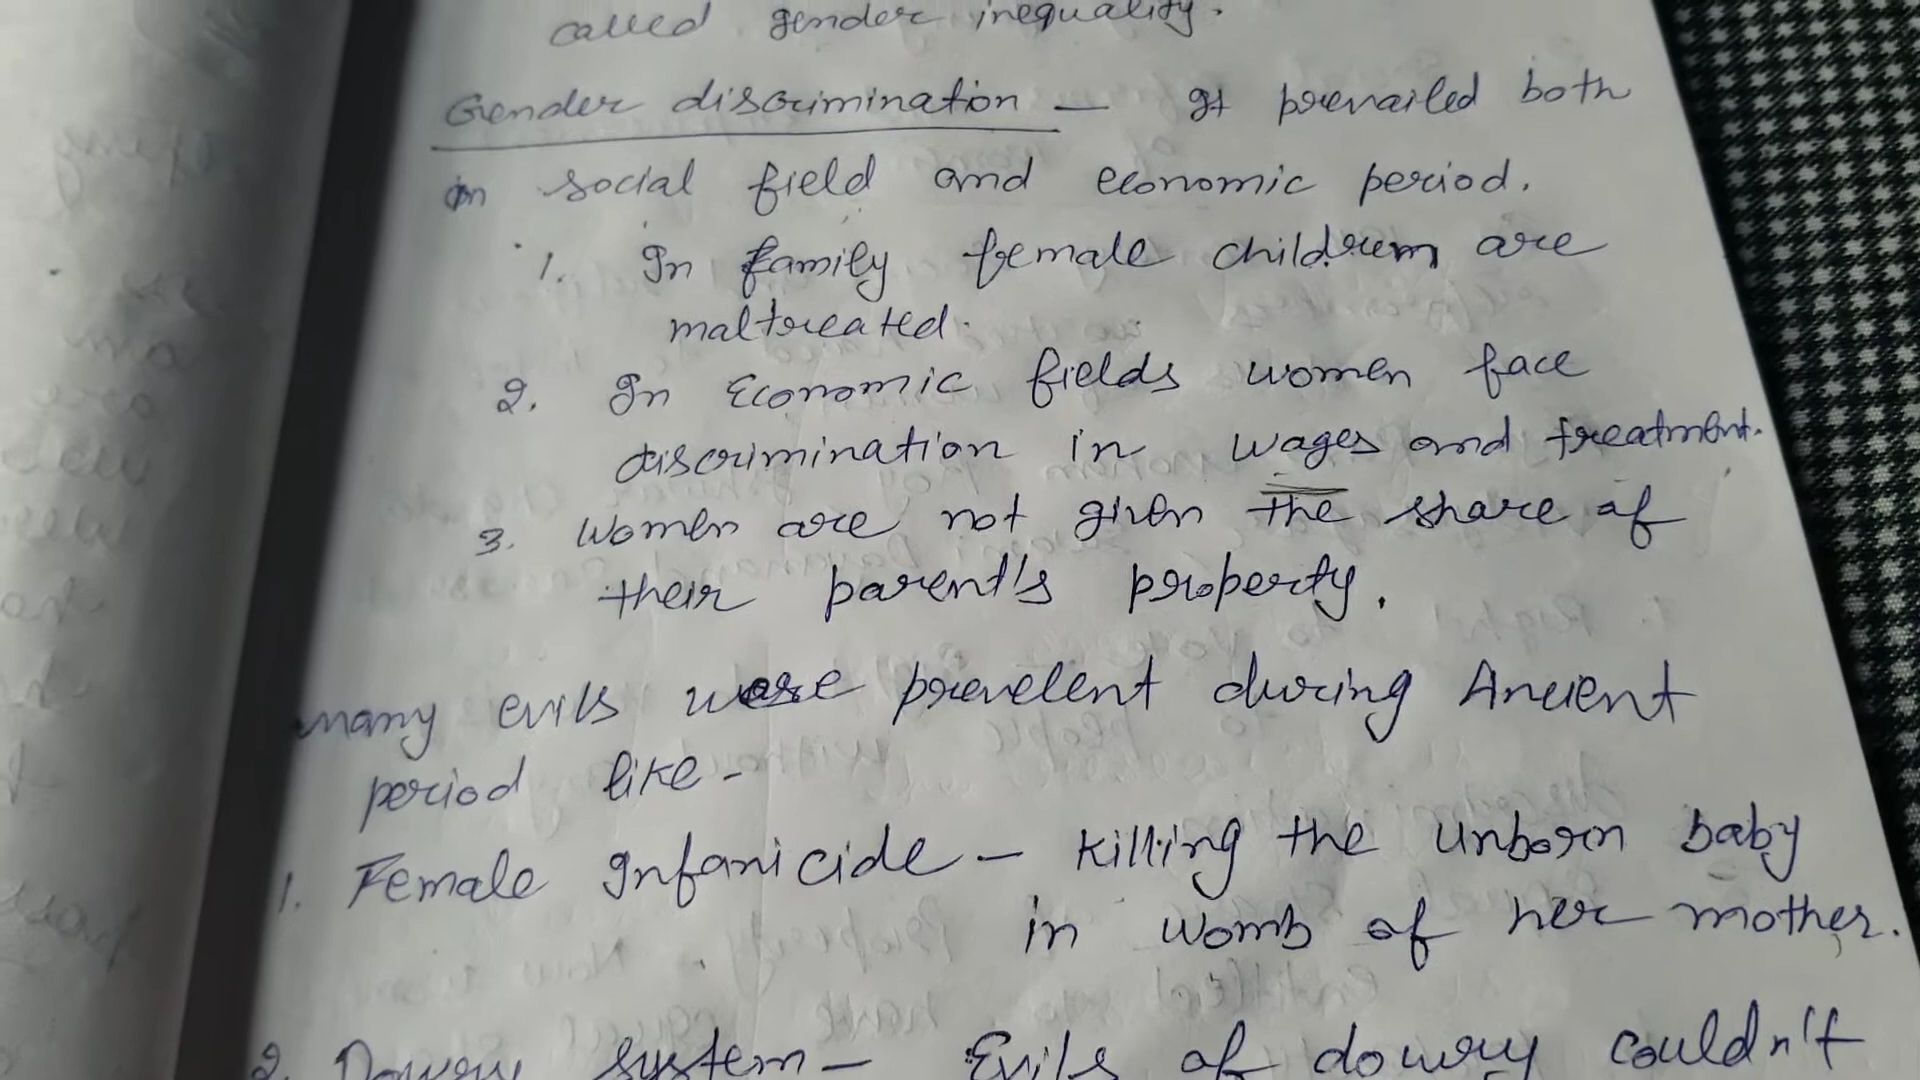 called gender inequality.
Gender discrimination — It prevailed both
in social field and economic period.
1. In family female children are
maltreated.
2. In Economic fields women face
discrimination in wages and treatment.
3. Women are not given the share of
their parent's property.
many evils were prevelent during Ancient
period like-
1. Female Infanicide - Killing the unborn baby
in womb of her mother.
2. Dowry system - Evils of dowry couldn't